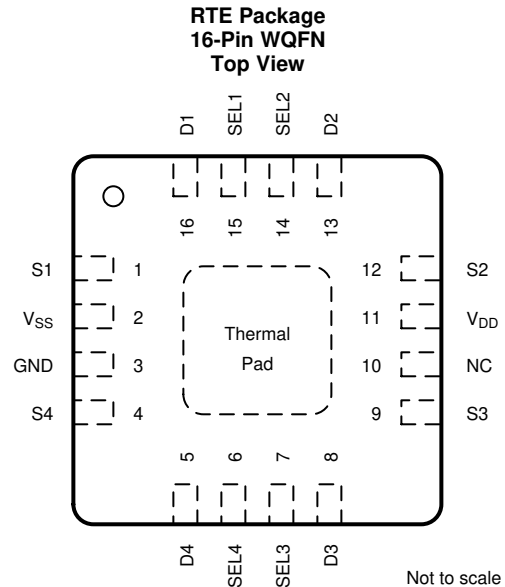 RTE Package
16-Pin WQFN
Top View
D1 SEL1 SEL2 D2
16 15 14 13
S1 1 12 S2
VSS 2 11 VDD
GND 3 10 NC
S4 4 9 S3
Thermal
Pad
5 6 7 8
D4 SEL4 SEL3 D3
Not to scale